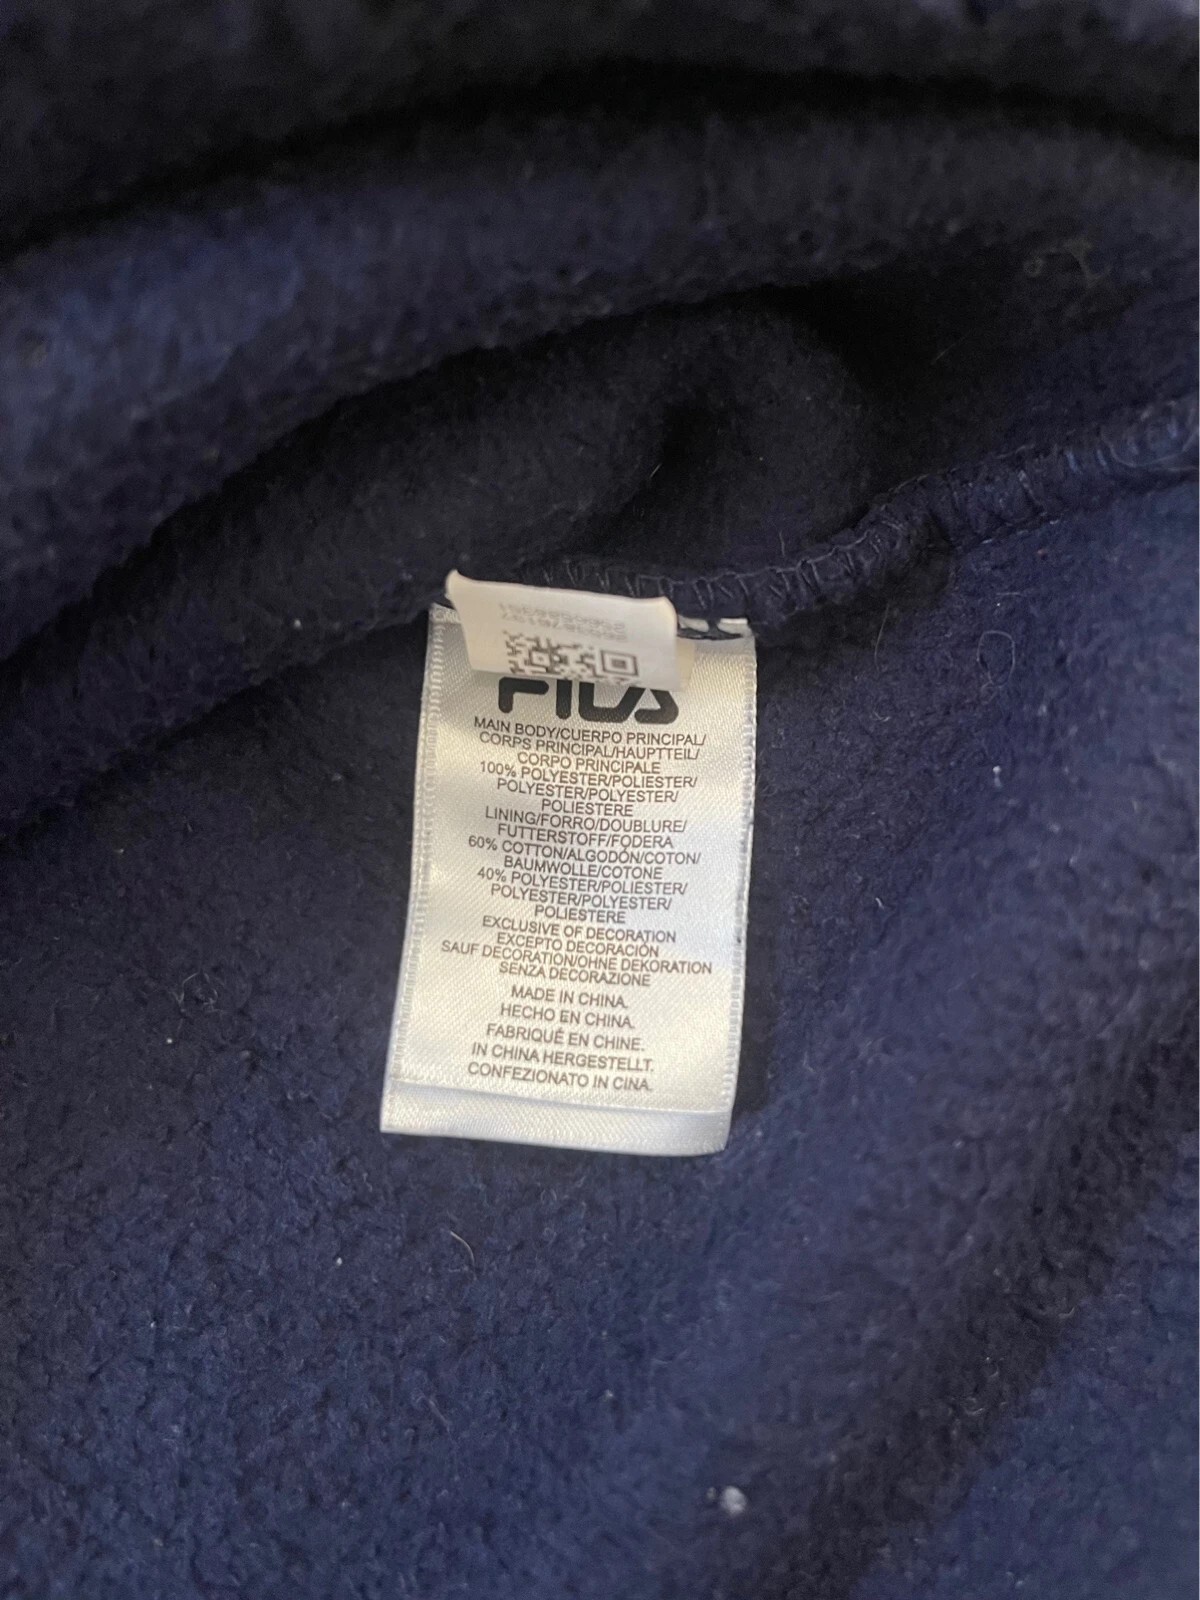 FILA
MAIN BODY/CUERPO PRINCIPAL/
CORPS PRINCIPAL/HAUPTTEIL/
CORPO PRINCIPALE
100% POLYESTER/POLIESTER/
POLYESTER/POLYESTER/
POLIESTERE
LINING/FORRO/DOUBLURE/
FUTTERSTOFF/FODERA
60% COTTON/ALGODÓN/COTON/
BAUMWOLLE/COTONE
40% POLYESTER/POLIESTER/
POLYESTER/POLYESTER/
POLIESTERE
EXCLUSIVE OF DECORATION
EXCEPTO DECORACIÓN
SAUF DECORATION/OHNE DEKORATION
SENZA DECORAZIONE
MADE IN CHINA.
HECHO EN CHINA.
FABRIQUÉ EN CHINE.
IN CHINA HERGESTELLT.
CONFEZIONATO IN CINA.